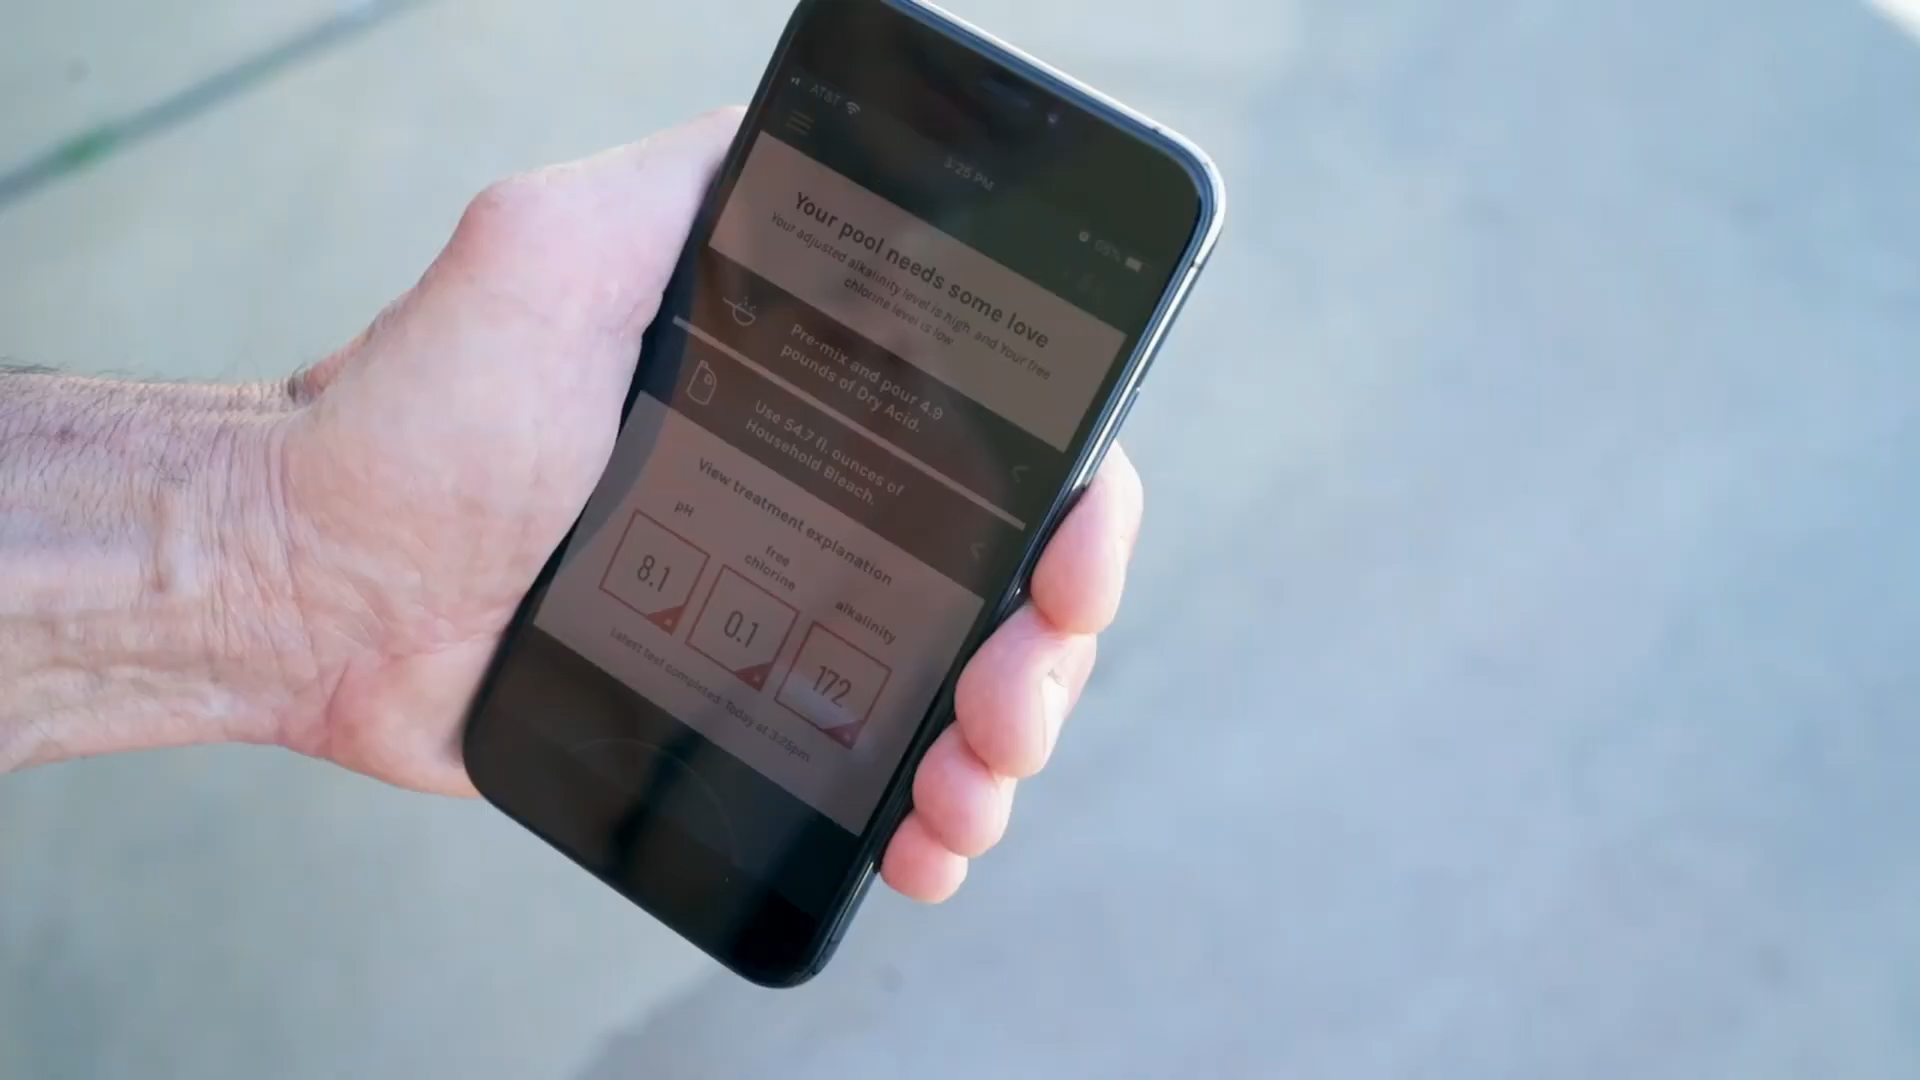 AT&T
3:25 PM
Your pool needs some love
Your adjusted alkalinity level is high, and Your free
chlorine level is low
Pre-mix and pour 4.9
pounds of Dry Acid.
Use 54.7 fl. ounces of
Household Bleach.
View treatment explanation
pH
free
chlorine
alkalinity
8.1
0.1
172
Latest test completed: Today at 3:25pm